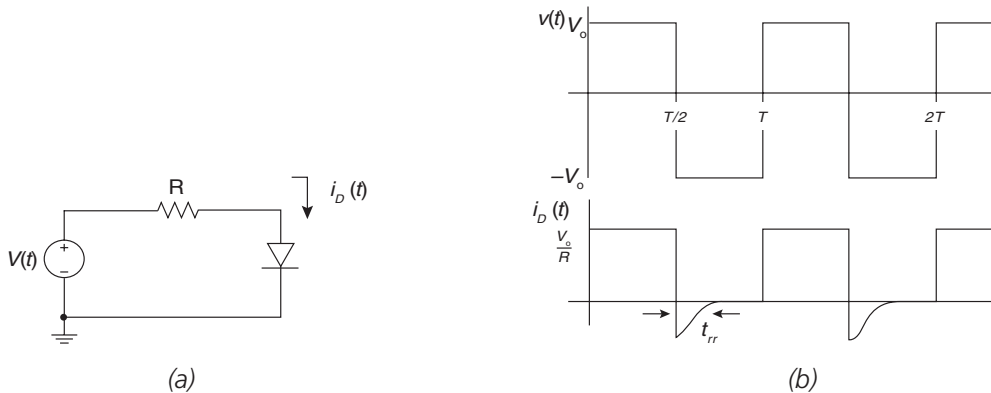 R
i_D (t)
V(t)
+
−
(a)
v(t) V_o
T/2
T
2T
−V_o
i_D (t)
V_o
R
t_rr
(b)